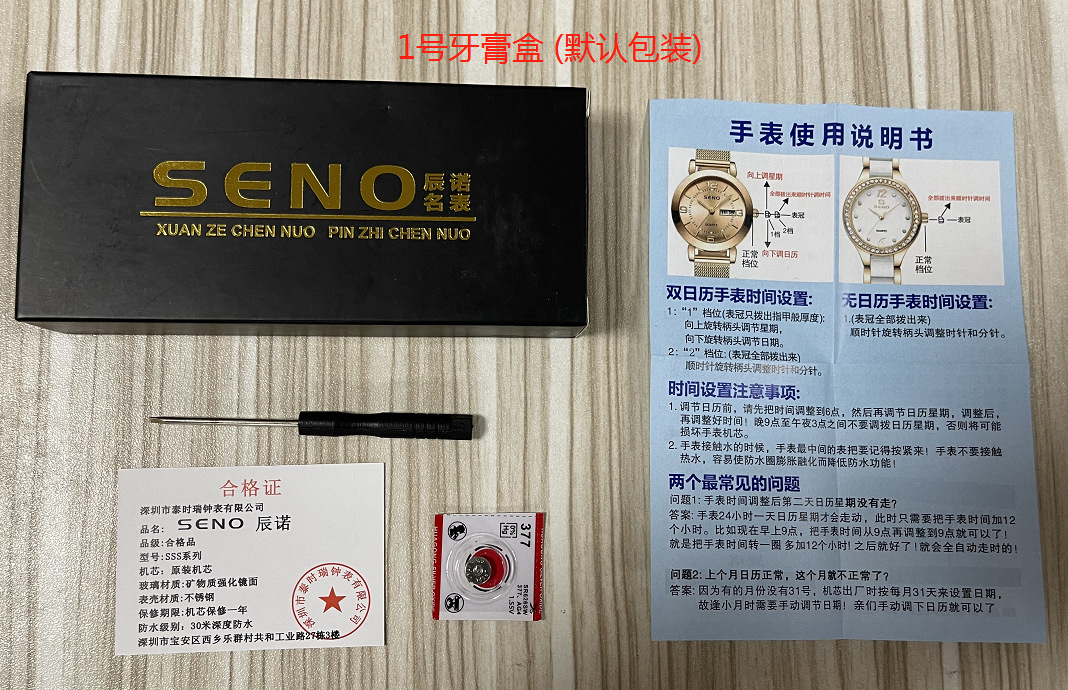 1号牙膏盒 (默认包装)
SENO 辰诺名表
XUAN ZE CHEN NUO PIN ZHI CHEN NUO
手表使用说明书
SENO
向上调星期
全部拨出来顺时针调时间
表冠
1档
2档
正常档位
向下调日历
SENO
全部拔出来顺时针调时间
表冠
正常档位
双日历手表时间设置:
1: “1”档位(表冠只拨出指甲般厚度):
向上旋转柄头调节星期,
向下旋转柄头调节日期。
2: “2”档位: (表冠全部拨出来)
顺时针旋转柄头调整时针和分针。
无日历手表时间设置:
1.(表冠全部拨出来)
顺时针旋转柄头调整时针和分针。
时间设置注意事项:
1. 调节日历前，请先把时间调整到6点，然后再调节日历星期，调整后，
再调整好时间！晚9点至午夜3点之间不要调拨日历星期，否则将可能
损坏手表机芯。
2. 手表接触水的时候，手表最中间的表把要记得按紧来！手表不要接触
热水，容易使防水圈膨胀融化而降低防水功能！
两个最常见的问题
问题1: 手表时间调整后第二天日历星期没有走?
答案: 手表24小时一天日历星期才会走动，此时只需要把手表时间加12
个小时。比如现在早上9点，把手表时间从9点再调整到9点就可以了！
就是把手表时间转一圈 多加12个小时! 之后就好了! 就会全自动走时的!
问题2: 上个月日历正常，这个月就不正常了?
答案: 因为有的月份没有31号，机芯出厂时按每月31天来设置日期，
故逢小月时需要手动调节日期！亲们手动调下日历就可以了
合格证
深圳市泰时瑞钟表有限公司
品名: SENO 辰诺
品级:合格品
型号:SSS系列
机芯: 原装机芯
玻璃材质:矿物质强化镜面
表壳材质:不锈钢
保修期限:机芯保修一年
防水级别: 30米深度防水
深圳市宝安区西乡乐群村共和工业路27栋3楼
深圳市泰时瑞钟表有限公司
377
SR626SW
377, AG4
1.55V